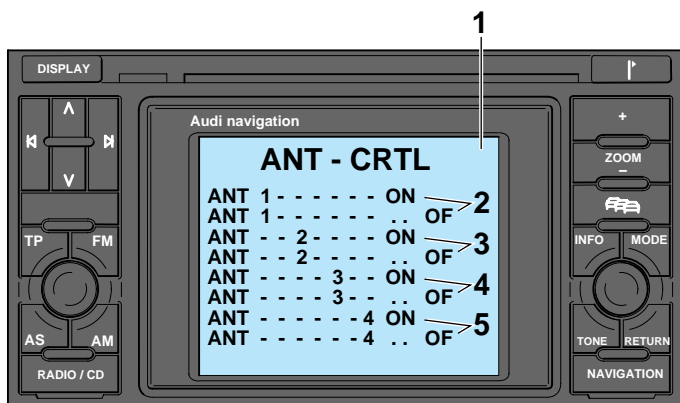 1
DISPLAY
Audi navigation
+
ZOOM
–
ANT - CRTL
ANT 1 - - - - - - ON
ANT 1 - - - - - - . . OF
2
ANT - - 2 - - - - ON
ANT - - 2 - - - - . . OF
3
ANT - - - - 3 - - ON
ANT - - - - 3 - - . . OF
4
ANT - - - - - - 4 ON
ANT - - - - - - 4 . . OF
5
TP FM
INFO MODE
AS AM
TONE RETURN
RADIO / CD
NAVIGATION